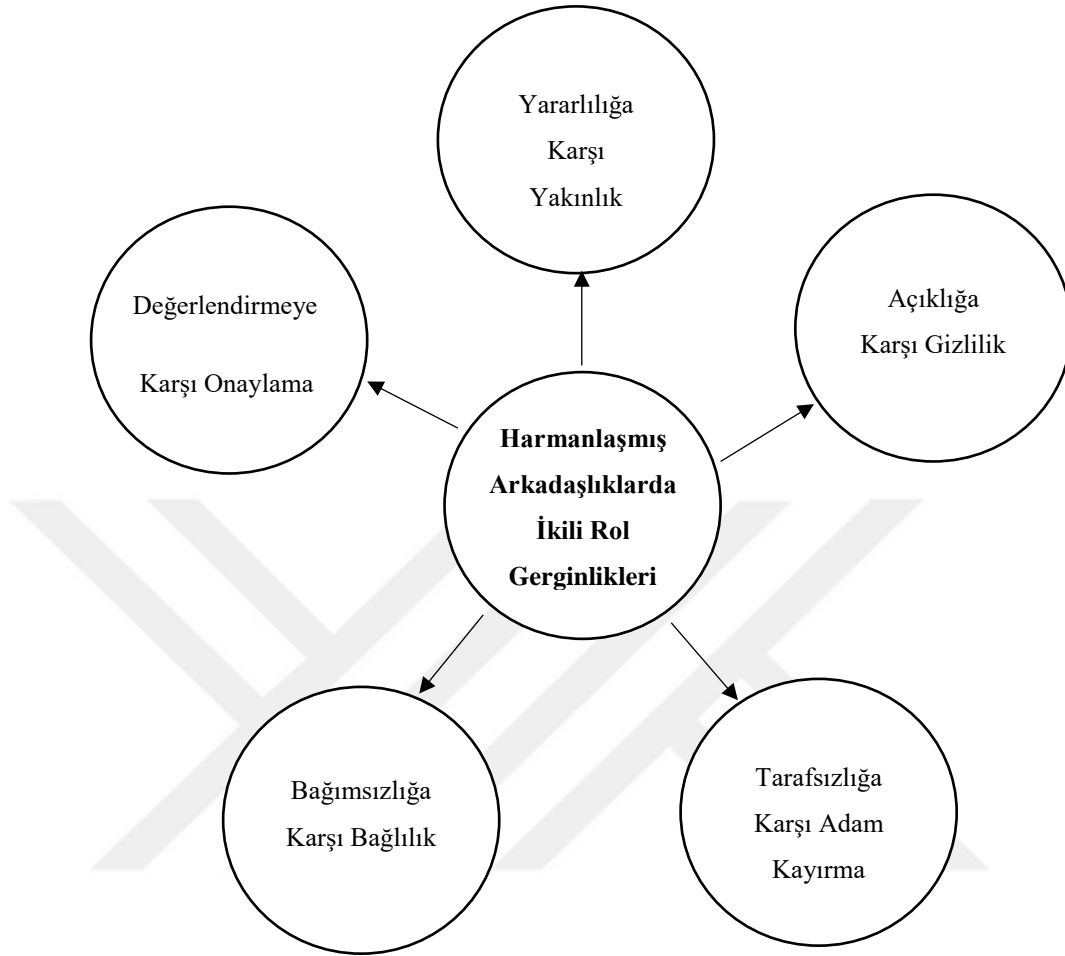 Yararlılığa
Karşı
Yakınlık
Değerlendirmeye
Karşı Onaylama
Açıklığa
Karşı Gizlilik
Harmanlaşmış
Arkadaşlıklarda
İkili Rol
Gerginlikleri
Bağımsızlığa
Karşı Bağlılık
Tarafsızlığa
Karşı Adam
Kayırma